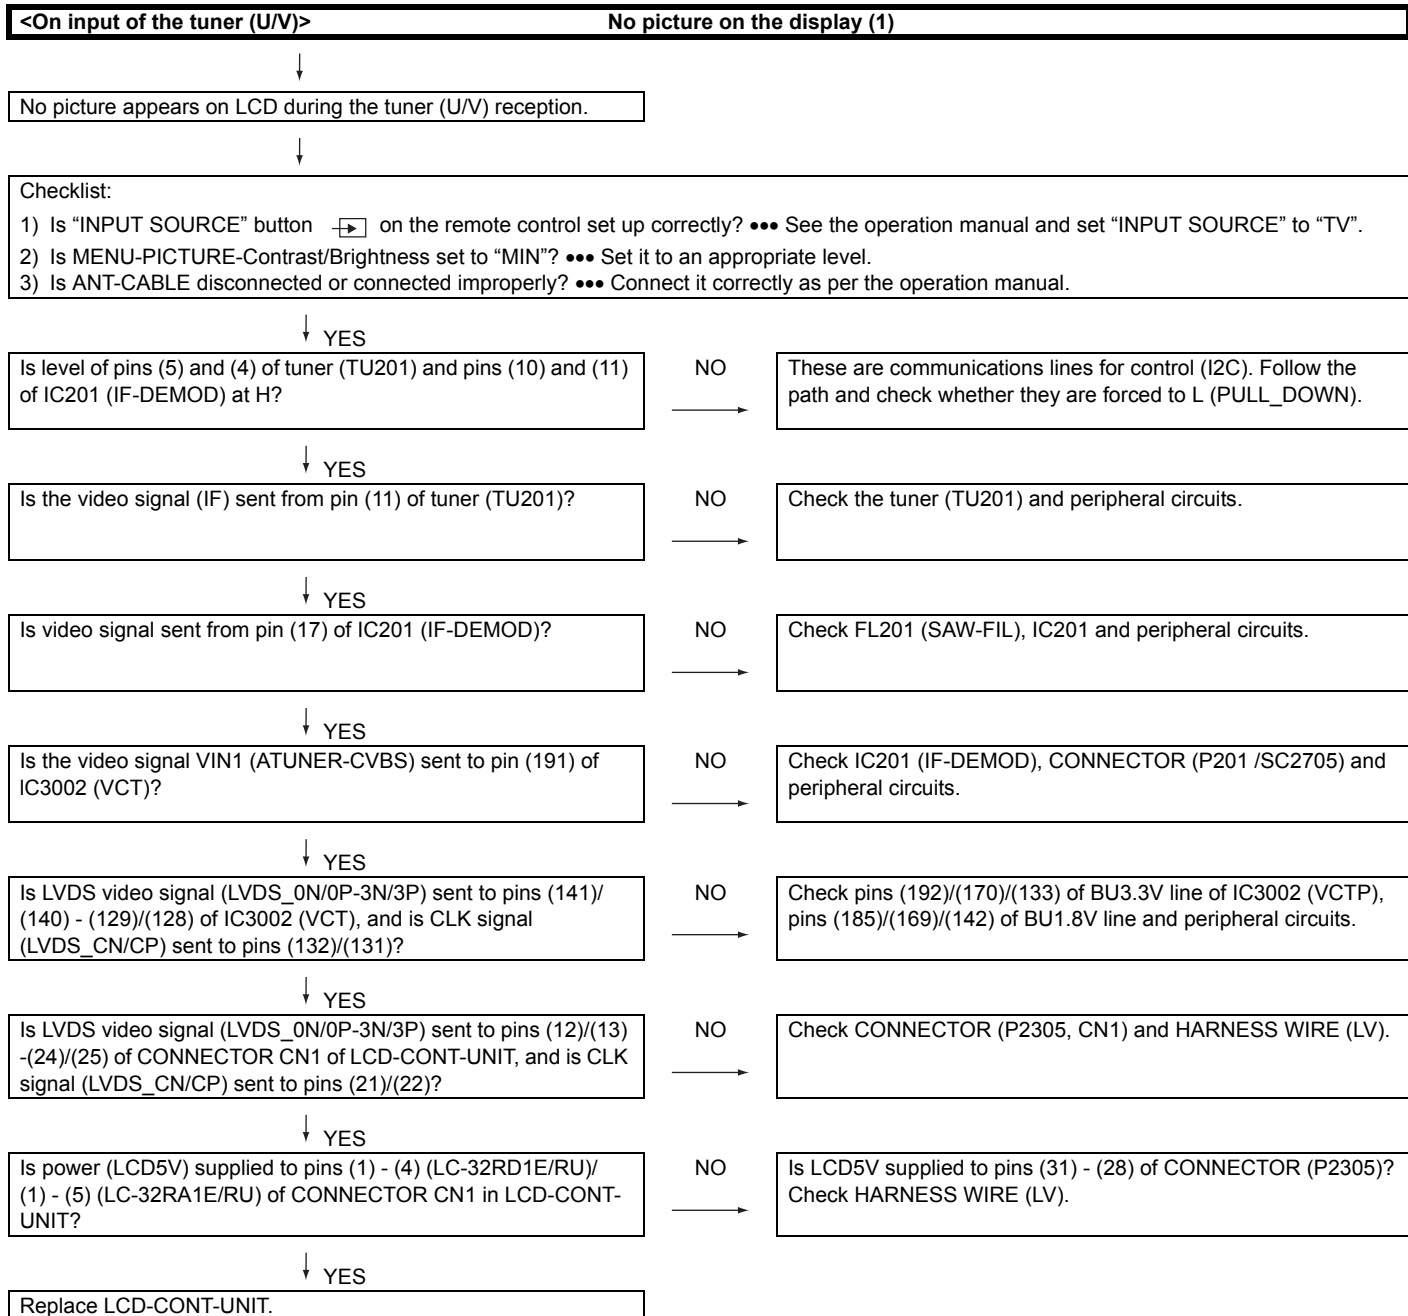 <On input of the tuner (U/V)> No picture on the display (1)
No picture appears on LCD during the tuner (U/V) reception.
Checklist:
1) Is “INPUT SOURCE” button on the remote control set up correctly? ••• See the operation manual and set “INPUT SOURCE” to “TV”.
2) Is MENU-PICTURE-Contrast/Brightness set to “MIN”? ••• Set it to an appropriate level.
3) Is ANT-CABLE disconnected or connected improperly? ••• Connect it correctly as per the operation manual.
YES
Is level of pins (5) and (4) of tuner (TU201) and pins (10) and (11)
of IC201 (IF-DEMOD) at H?
NO
These are communications lines for control (I2C). Follow the
path and check whether they are forced to L (PULL_DOWN).
YES
Is the video signal (IF) sent from pin (11) of tuner (TU201)?
NO
Check the tuner (TU201) and peripheral circuits.
YES
Is video signal sent from pin (17) of IC201 (IF-DEMOD)?
NO
Check FL201 (SAW-FIL), IC201 and peripheral circuits.
YES
Is the video signal VIN1 (ATUNER-CVBS) sent to pin (191) of
IC3002 (VCT)?
NO
Check IC201 (IF-DEMOD), CONNECTOR (P201 /SC2705) and
peripheral circuits.
YES
Is LVDS video signal (LVDS_0N/0P-3N/3P) sent to pins (141)/
(140) - (129)/(128) of IC3002 (VCT), and is CLK signal
(LVDS_CN/CP) sent to pins (132)/(131)?
NO
Check pins (192)/(170)/(133) of BU3.3V line of IC3002 (VCTP),
pins (185)/(169)/(142) of BU1.8V line and peripheral circuits.
YES
Is LVDS video signal (LVDS_0N/0P-3N/3P) sent to pins (12)/(13)
-(24)/(25) of CONNECTOR CN1 of LCD-CONT-UNIT, and is CLK
signal (LVDS_CN/CP) sent to pins (21)/(22)?
NO
Check CONNECTOR (P2305, CN1) and HARNESS WIRE (LV).
YES
Is power (LCD5V) supplied to pins (1) - (4) (LC-32RD1E/RU)/
(1) - (5) (LC-32RA1E/RU) of CONNECTOR CN1 in LCD-CONT-
UNIT?
NO
Is LCD5V supplied to pins (31) - (28) of CONNECTOR (P2305)?
Check HARNESS WIRE (LV).
YES
Replace LCD-CONT-UNIT.